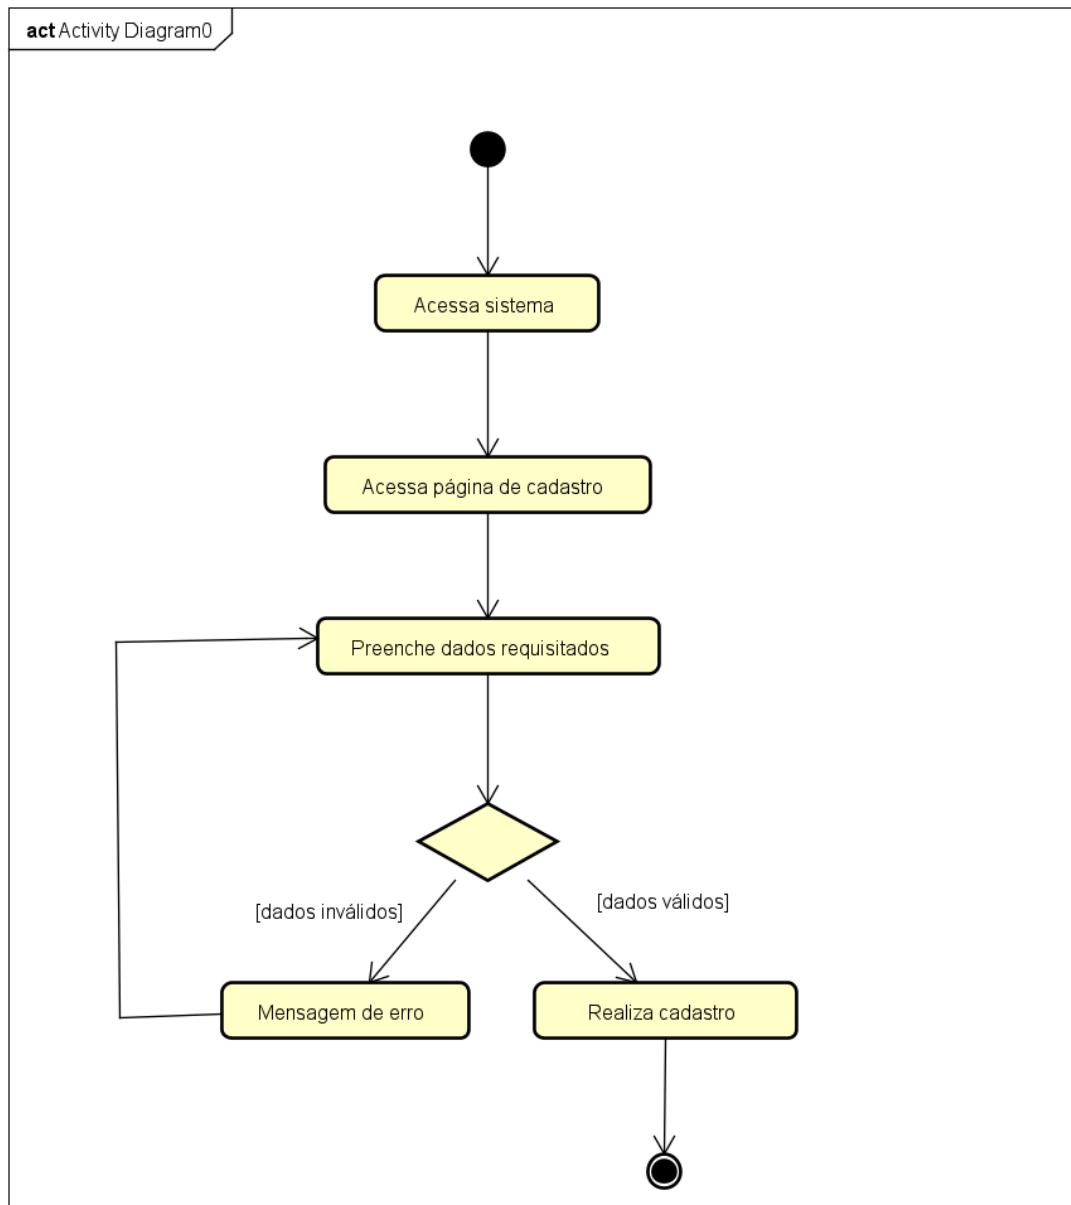 act Activity Diagram0
Acessa sistema
Acessa página de cadastro
Preenche dados requisitados
[dados inválidos]
[dados válidos]
Mensagem de erro
Realiza cadastro